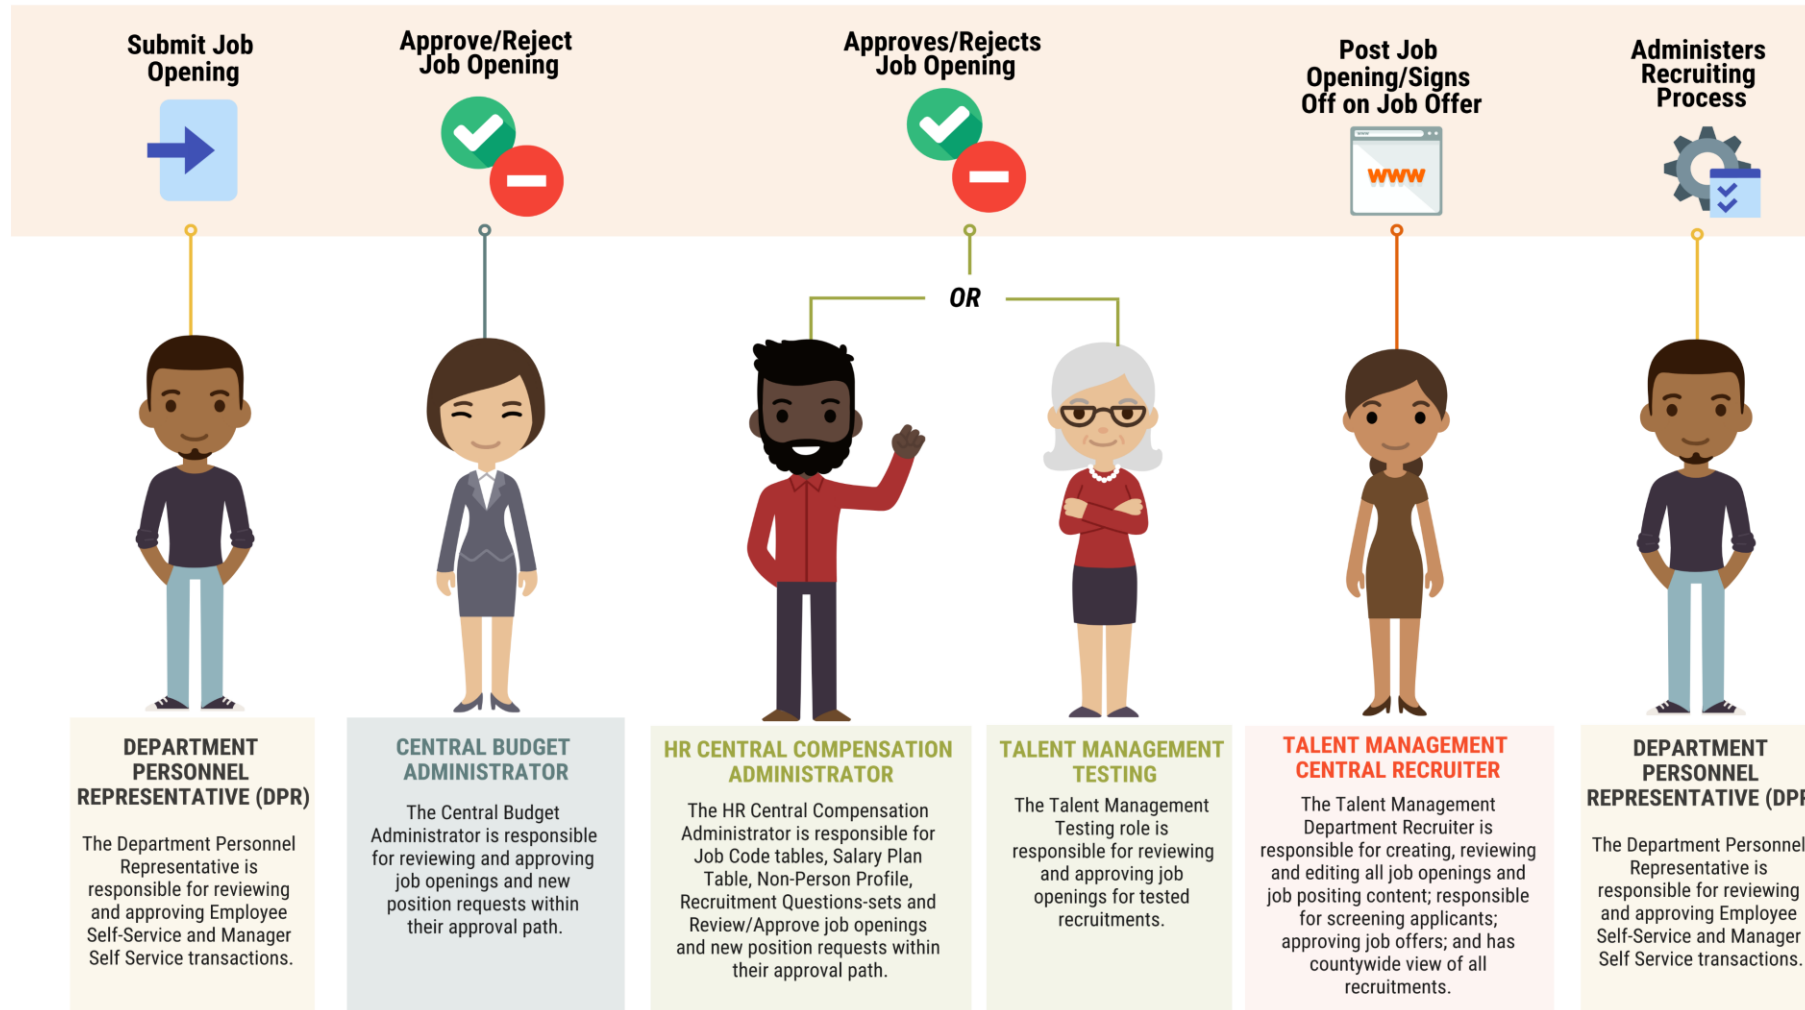 Submit Job
Opening
Approve/Reject
Job Opening
Approves/Rejects
Job Opening
Post Job
Opening/Signs
Off on Job Offer
Administers
Recruiting
Process
www
WWW
OR
DEPARTMENT
PERSONNEL
REPRESENTATIVE (DPR)
The Department Personnel
Representative is
responsible for reviewing
and approving Employee
Self-Service and Manager
Self Service transactions.
CENTRAL BUDGET
ADMINISTRATOR
The Central Budget
Administrator is responsible
for reviewing and approving
job openings and new
position requests within
their approval path.
HR CENTRAL COMPENSATION
ADMINISTRATOR
The HR Central Compensation
Administrator is responsible for
Job Code tables, Salary Plan
Table, Non-Person Profile,
Recruitment Questions-sets and
Review/Approve job openings
and new position requests within
their approval path.
TALENT MANAGEMENT
TESTING
The Talent Management
Testing role is
responsible for reviewing
and approving job
openings for tested
recruitments.
TALENT MANAGEMENT
CENTRAL RECRUITER
The Talent Management
Department Recruiter is
responsible for creating, reviewing
and editing all job openings and
job positing content; responsible
for screening applicants;
approving job offers; and has
countywide view of all
recruitments.
DEPARTMENT
PERSONNEL
REPRESENTATIVE (DPR
The Department Personnel
Representative is
responsible for reviewing
and approving Employee
Self-Service and Manager
Self Service transactions.